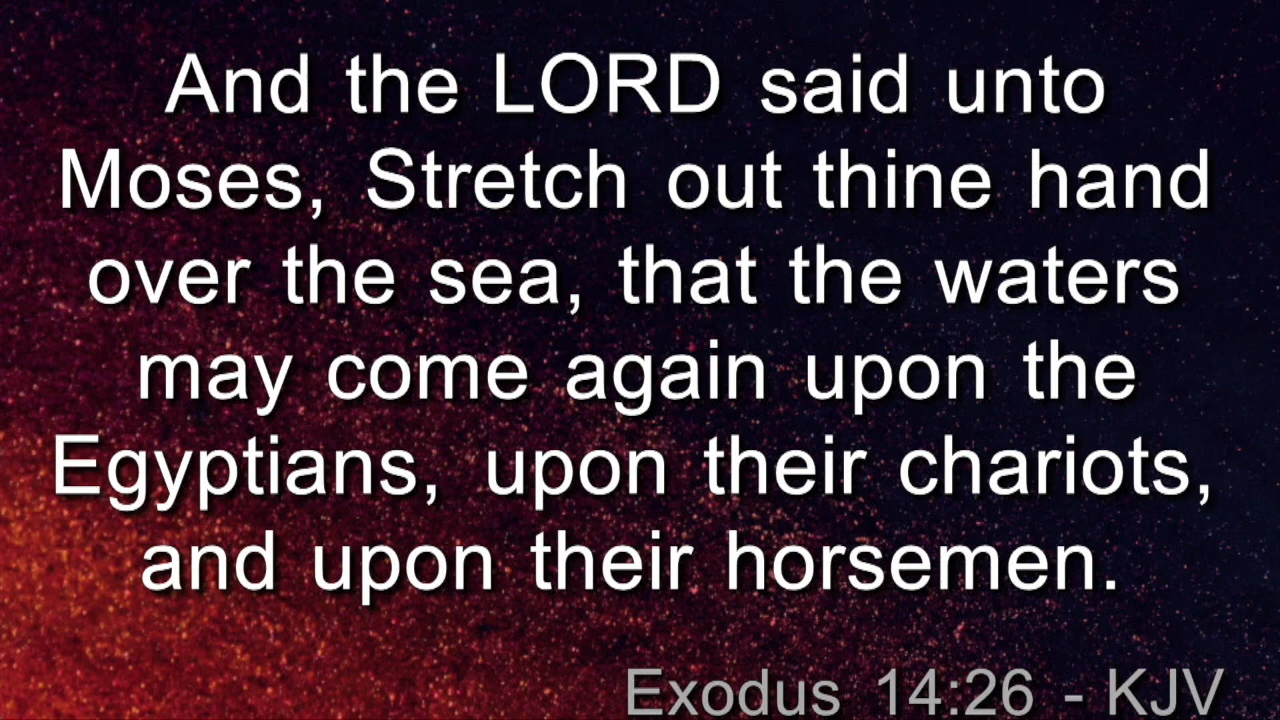 And the LORD said unto
Moses, Stretch out thine hand
over the sea, that the waters
may come again upon the
Egyptians, upon their chariots,
and upon their horsemen.
Exodus 14:26 - KJV